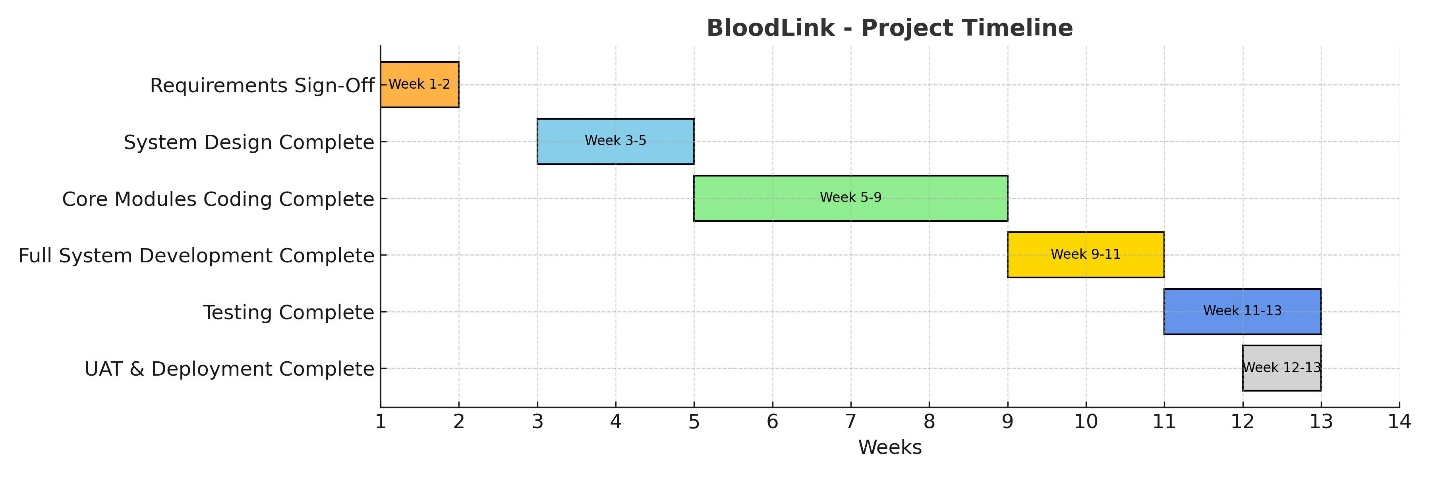 BloodLink - Project Timeline
Requirements Sign-Off
Week 1-2
System Design Complete
Week 3-5
Core Modules Coding Complete
Week 5-9
Full System Development Complete
Week 9-11
Testing Complete
Week 11-13
UAT & Deployment Complete
Week 12-13
1 2 3 4 5 6 7 8 9 10 11 12 13 14
Weeks